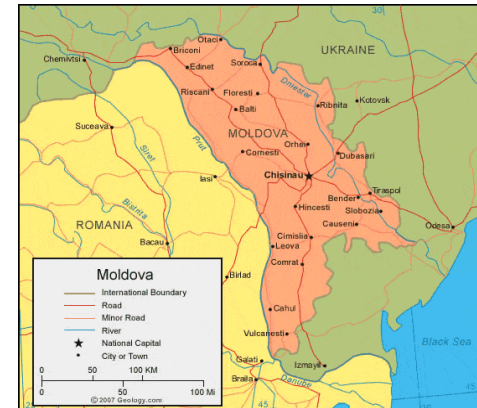 30
Otaci
UKRAINE
Chernivtsi
Briconi
Edinet
Soroca
Riscani
Floresti
Dniester
Balti
Ribnita
Kotovsk
Suceava
MOLDOVA
Prut
Siret
Cornesti
Orhei
Dubasari
Iasi
Chişinau
Tiraspol
Bender
Bistrita
Hincesti
Slobozia
ROMANIA
Causeni
Odesa
Bacau
Cimislia
Leova
Comrat
Moldova
Birlad
International Boundary
Road
Minor Road
River
National Capital
City or Town
Cahul
Vulcanesti
Black Sea
Galati
Izmayil
0 50 100 KM
0 50 100 Mi
Braila
Danube
©2007 Geology.com
45
45